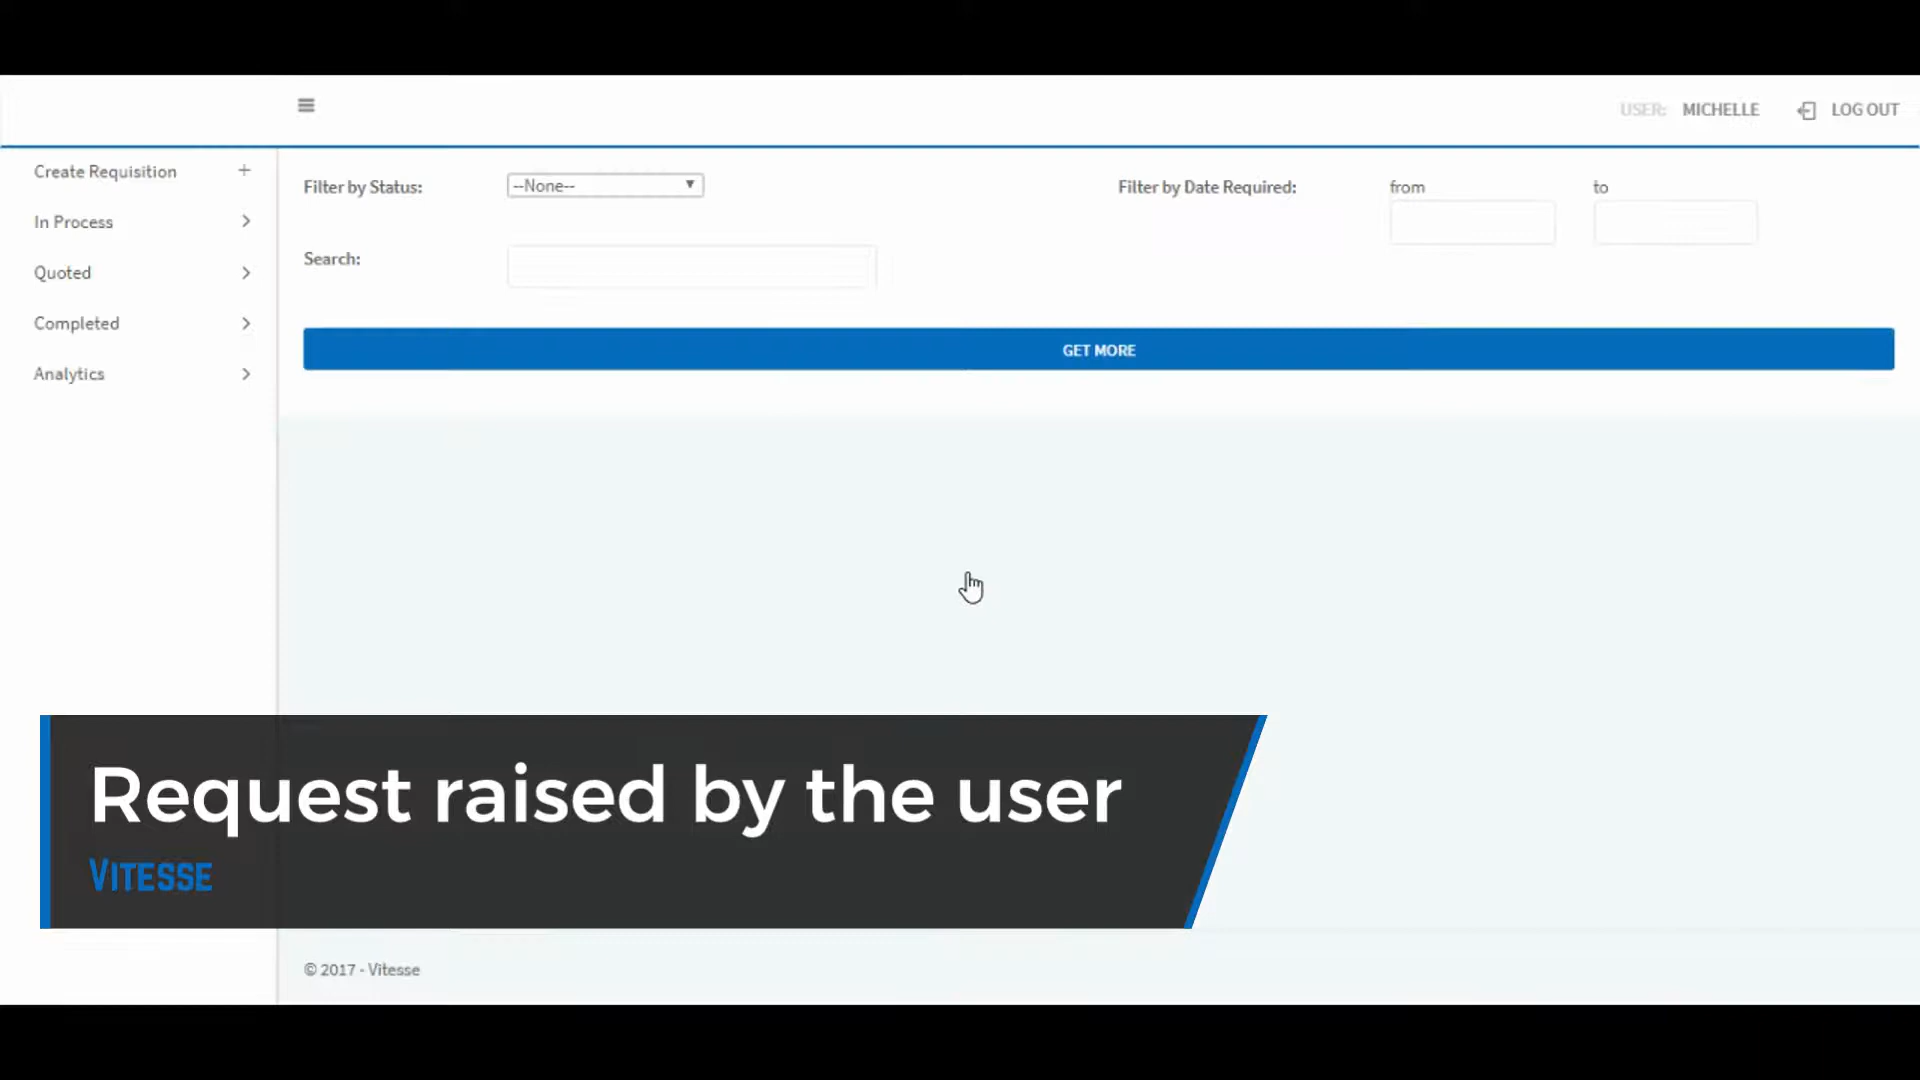 USER: MICHELLE LOG OUT
Create Requisition
In Process
Quoted
Completed
Analytics
Filter by Status: --None--
Filter by Date Required: from to
Search:
GET MORE
Request raised by the user
VITESSE
© 2017 - Vitesse